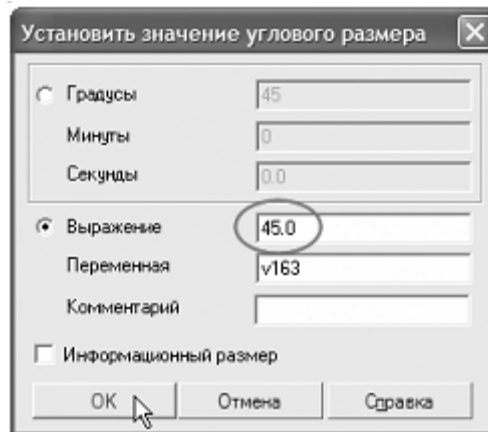 Установить значение углового размера
Градусы 45
Минуты 0
Секунды 0.0
Выражение 45.0
Переменная v163
Комментарий
Информационный размер
OK Отмена Справка